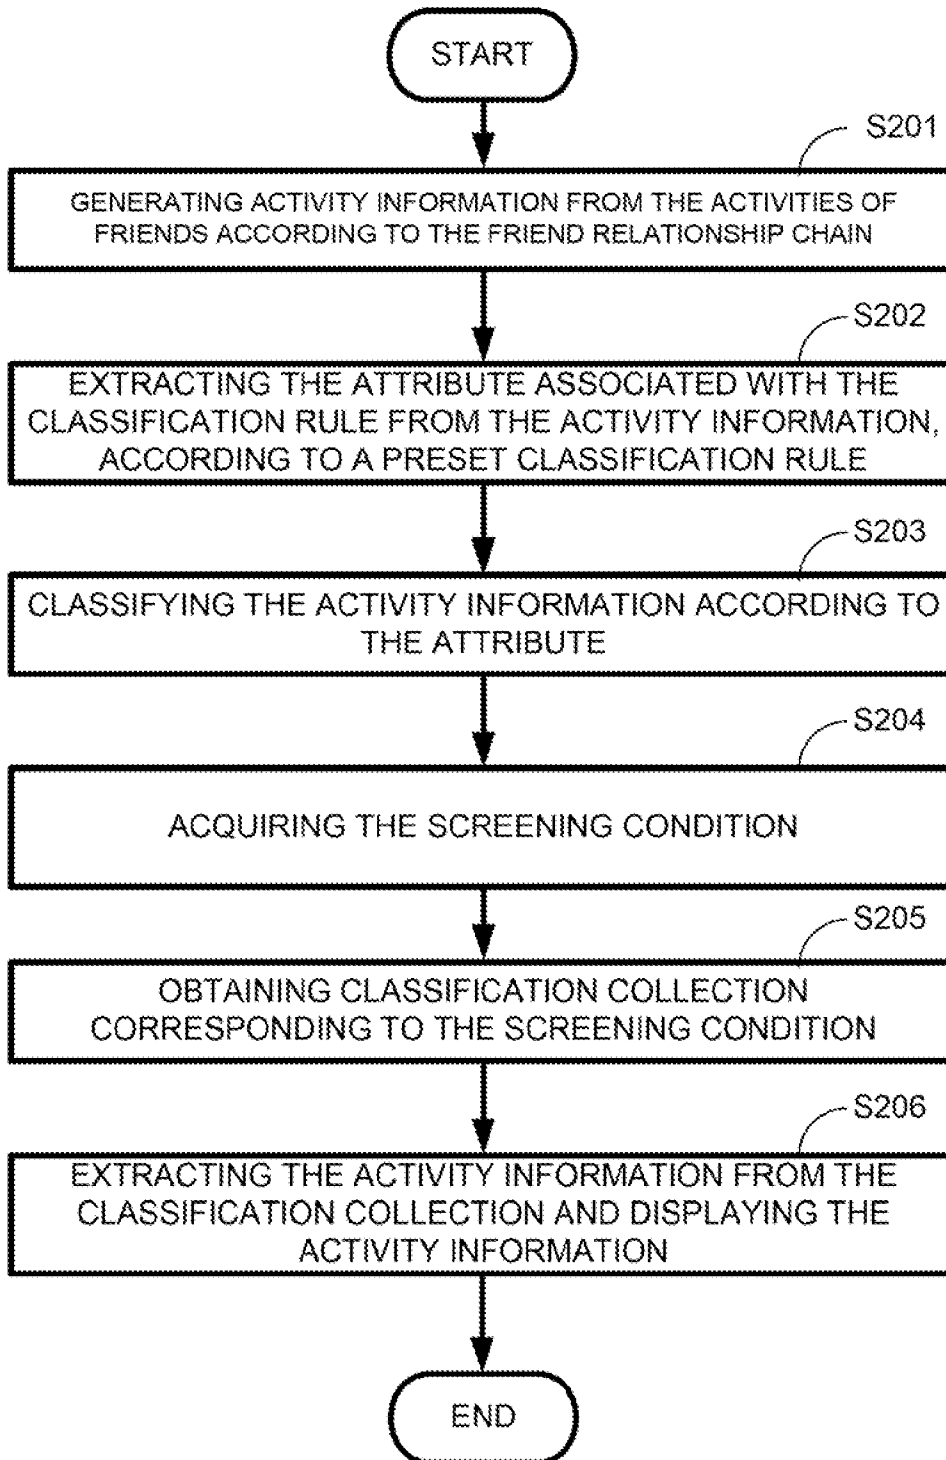 START
S201
GENERATING ACTIVITY INFORMATION FROM THE ACTIVITIES OF
FRIENDS ACCORDING TO THE FRIEND RELATIONSHIP CHAIN
S202
EXTRACTING THE ATTRIBUTE ASSOCIATED WITH THE
CLASSIFICATION RULE FROM THE ACTIVITY INFORMATION,
ACCORDING TO A PRESET CLASSIFICATION RULE
S203
CLASSIFYING THE ACTIVITY INFORMATION ACCORDING TO
THE ATTRIBUTE
S204
ACQUIRING THE SCREENING CONDITION
S205
OBTAINING CLASSIFICATION COLLECTION
CORRESPONDING TO THE SCREENING CONDITION
S206
EXTRACTING THE ACTIVITY INFORMATION FROM THE
CLASSIFICATION COLLECTION AND DISPLAYING THE
ACTIVITY INFORMATION
END